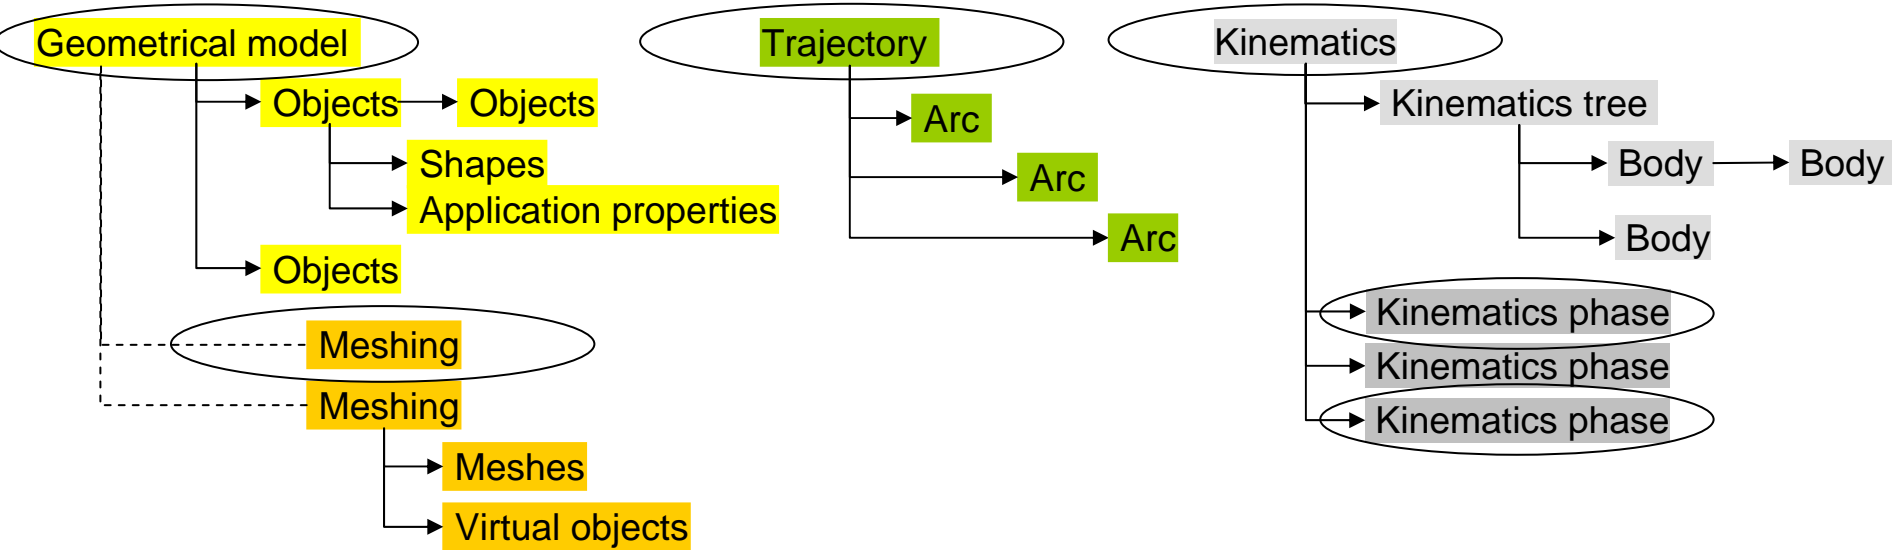 Geometrical model
Objects
Objects
Shapes
Application properties
Objects
Meshing
Meshing
Meshes
Virtual objects
Trajectory
Arc
Arc
Arc
Kinematics
Kinematics tree
Body
Body
Body
Kinematics phase
Kinematics phase
Kinematics phase